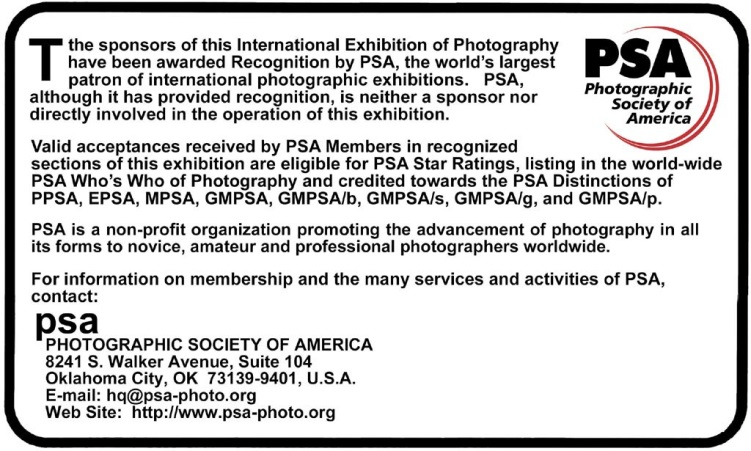 The sponsors of this International Exhibition of Photography
have been awarded Recognition by PSA, the world's largest
patron of international photographic exhibitions. PSA,
although it has provided recognition, is neither a sponsor nor
directly involved in the operation of this exhibition.
PSA
Photographic
Society of
America
Valid acceptances received by PSA Members in recognized
sections of this exhibition are eligible for PSA Star Ratings, listing in the world-wide
PSA Who's Who of Photography and credited towards the PSA Distinctions of
PPSA, EPSA, MPSA, GMPSA, GMPSA/b, GMPSA/s, GMPSA/g, and GMPSA/p.
PSA is a non-profit organization promoting the advancement of photography in all
its forms to novice, amateur and professional photographers worldwide.
For information on membership and the many services and activities of PSA,
contact:
psa
PHOTOGRAPHIC SOCIETY OF AMERICA
8241 S. Walker Avenue, Suite 104
Oklahoma City, OK 73139-9401, U.S.A.
E-mail: hq@psa-photo.org
Web Site: http://www.psa-photo.org